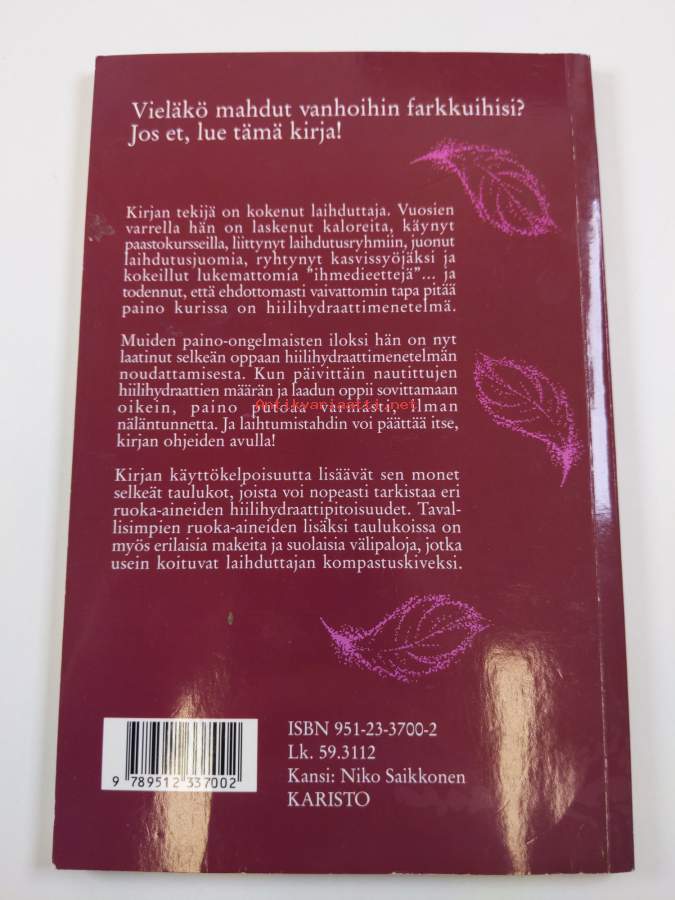 Vieläkö mahdut vanhoihin farkkuihisi?
Jos et, lue tämä kirja!
Kirjan tekijä on kokenut laihduttaja. Vuosien
varrella hän on laskenut kaloreita, käynyt
paastokursseilla, liittynyt laihdutusryhmiin, juonut
laihdutusjuomia, ryhtynyt kasvissyöjäksi ja
kokeillut lukemattomia "ihmedieettejä"... ja
todennut, että ehdottomasti vaivattomin tapa pitää
paino kurissa on hiilihydraattimenetelmä.
Muiden paino-ongelmaisten iloksi hän on nyt
laatinut selkeän oppaan hiilihydraattimenetelmän
noudattamisesta. Kun päivittäin nautittujen
hiilihydraattien määrän ja laadun oppii sovittamaan
oikein, paino putoaa varmasti ilman
Antikvariaatti.net
näläntunnetta. Ja laihtumistahdin voi päättää itse,
kirjan ohjeiden avulla!
Kirjan käyttökelpoisuutta lisäävät sen monet
selkeät taulukot, joista voi nopeasti tarkistaa eri
ruoka-aineiden hiilihydraattipitoisuudet. Taval-
lisimpien ruoka-aineiden lisäksi taulukoissa on
myös erilaisia makeita ja suolaisia välipaloja, jotka
usein koituvat laihduttajan kompastuskiveksi.
ISBN 951-23-3700-2
Lk. 59.3112
Kansi: Niko Saikkonen
KARISTO
9 789512 337002